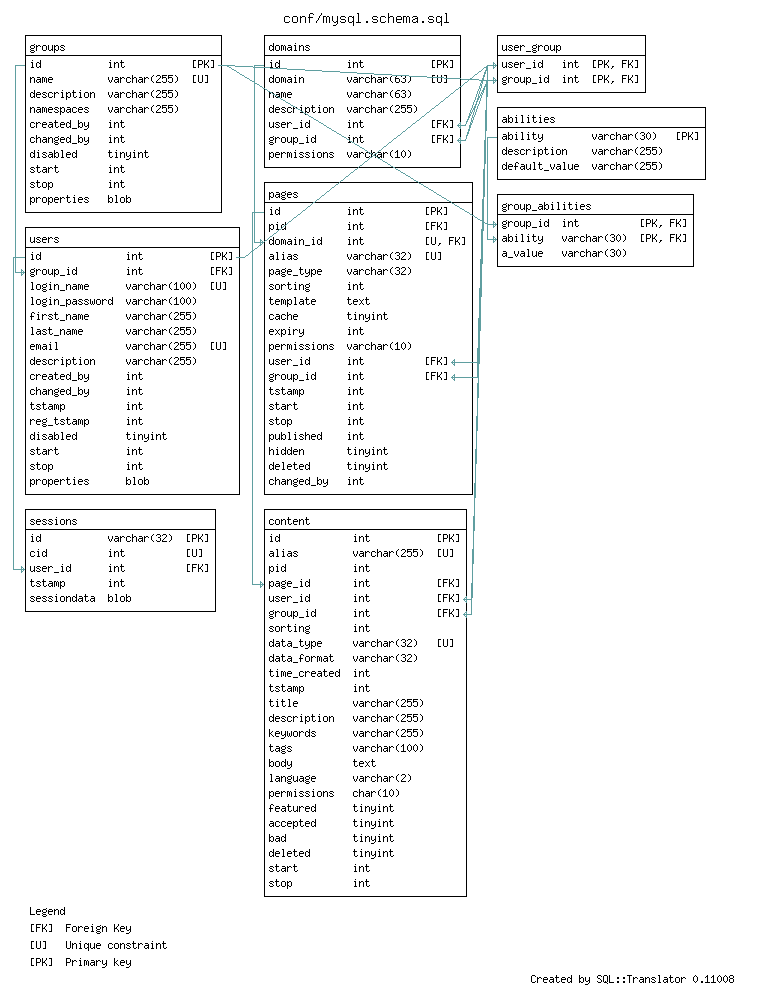 conf/mysql.schema.sql
groups
id int [PK]
name varchar(255) [U]
description varchar(255)
namespaces varchar(255)
created_by int
changed_by int
disabled tinyint
start int
stop int
properties blob
users
id int [PK]
group_id int [FK]
login_name varchar(100) [U]
login_password varchar(100)
first_name varchar(255)
last_name varchar(255)
email varchar(255) [U]
description varchar(255)
created_by int
changed_by int
tstamp int
reg_tstamp int
disabled tinyint
start int
stop int
properties blob
sessions
id varchar(32) [PK]
cid int [U]
user_id int [FK]
tstamp int
sessiondata blob
domains
id int [PK]
domain varchar(63) [U]
name varchar(63)
description varchar(255)
user_id int [FK]
group_id int [FK]
permissions varchar(10)
pages
id int [PK]
pid int [FK]
domain_id int [U, FK]
alias varchar(32) [U]
page_type varchar(32)
sorting int
template text
cache tinyint
expiry int
permissions varchar(10)
user_id int [FK]
group_id int [FK]
tstamp int
start int
stop int
published int
hidden tinyint
deleted tinyint
changed_by int
content
id int [PK]
alias varchar(255) [U]
pid int
page_id int [FK]
user_id int [FK]
group_id int [FK]
sorting int
data_type varchar(32) [U]
data_format varchar(32)
time_created int
tstamp int
title varchar(255)
description varchar(255)
keywords varchar(255)
tags varchar(100)
body text
language varchar(2)
permissions char(10)
featured tinyint
accepted tinyint
bad tinyint
deleted tinyint
start int
stop int
user_group
user_id int [PK, FK]
group_id int [PK, FK]
abilities
ability varchar(30) [PK]
description varchar(255)
default_value varchar(255)
group_abilities
group_id int [PK, FK]
ability varchar(30) [PK, FK]
a_value varchar(30)
Legend
[FK] Foreign Key
[U] Unique constraint
[PK] Primary key
Created by SQL::Translator 0.11008